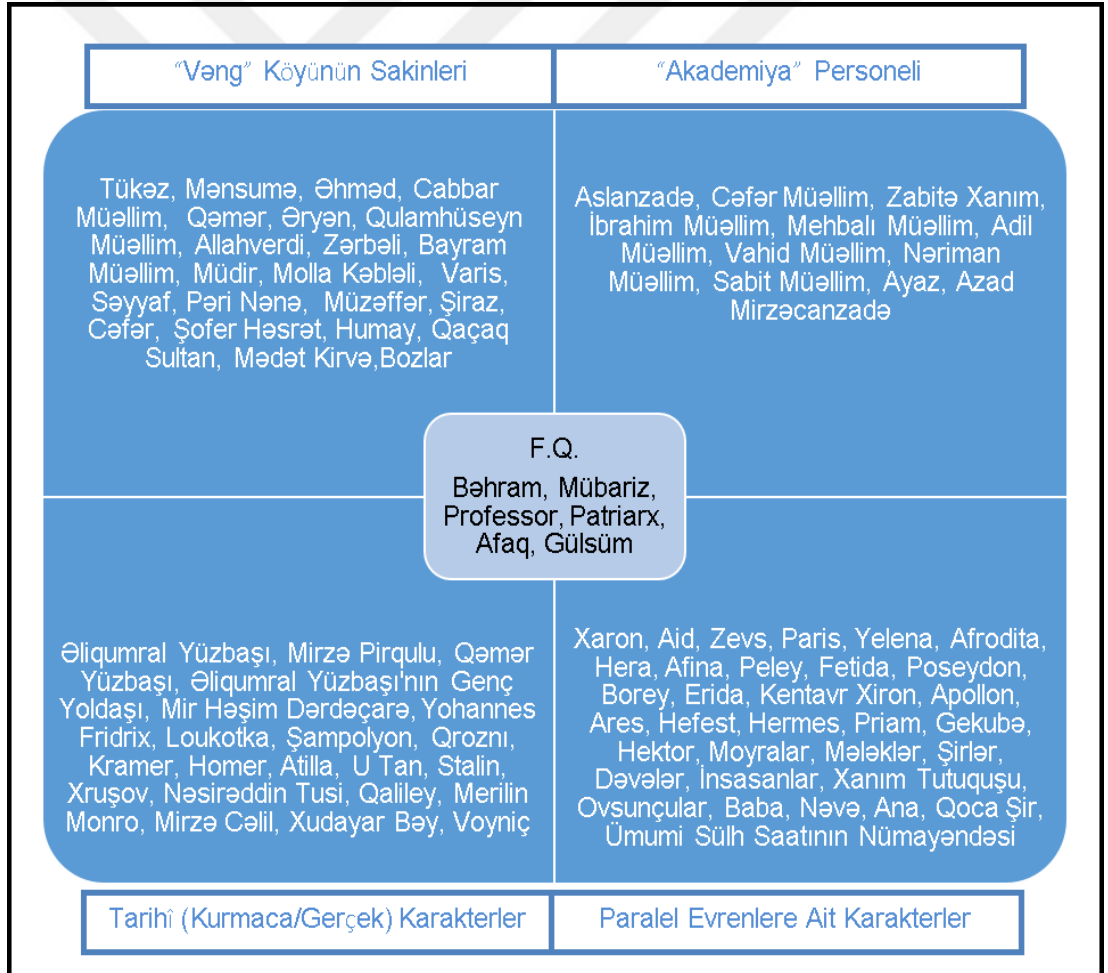 “Vəng” Köyünün Sakinleri
“Akademiya” Personeli
Tükəz, Mənsumə, Əhməd, Cabbar
Müəllim, Qəmər, Əryən, Qulamhüseyn
Müəllim, Allahverdi, Zərbəli, Bayram
Müəllim, Müdir, Molla Kəbləli, Varis,
Səyyaf, Pəri Nənə, Müzəffər, Şiraz,
Cəfər, Şofer Həsrət, Humay, Qaçaq
Sultan, Mədət Kirvə,Bozlar
Aslanzadə, Cəfər Müəllim, Zabitə Xanım,
İbrahim Müəllim, Mehbalı Müəllim, Adil
Müəllim, Vahid Müəllim, Nəriman
Müəllim, Sabit Müəllim, Ayaz, Azad
Mirzəcanzadə
F.Q.
Bəhram, Mübariz,
Professor, Patriarx,
Afaq, Gülsüm
Əliqumral Yüzbaşı, Mirzə Pirqulu, Qəmər
Yüzbaşı, Əliqumral Yüzbaşı'nın Genç
Yoldaşı, Mir Həşim Dərdəçarə, Yohannes
Fridrix, Loukotka, Şampolyon, Qroznı,
Kramer, Homer, Atilla, U Tan, Stalin,
Xruşov, Nəsirəddin Tusi, Qaliley, Merilin
Monro, Mirzə Cəlil, Xudayar Bəy, Voyniç
Xaron, Aid, Zevs, Paris, Yelena, Afrodita,
Hera, Afina, Peley, Fetida, Poseydon,
Borey, Erida, Kentavr Xiron, Apollon,
Ares, Hefest, Hermes, Priam, Gekubə,
Hektor, Moyralar, Mələklər, Şirlər,
Dəvələr, İnsasanlar, Xanım Tutuquşu,
Ovsunçular, Baba, Nəvə, Ana, Qoca Şir,
Ümumi Sülh Saatının Nümayəndəsi
Tarihî (Kurmaca/Gerçek) Karakterler
Paralel Evrenlere Ait Karakterler